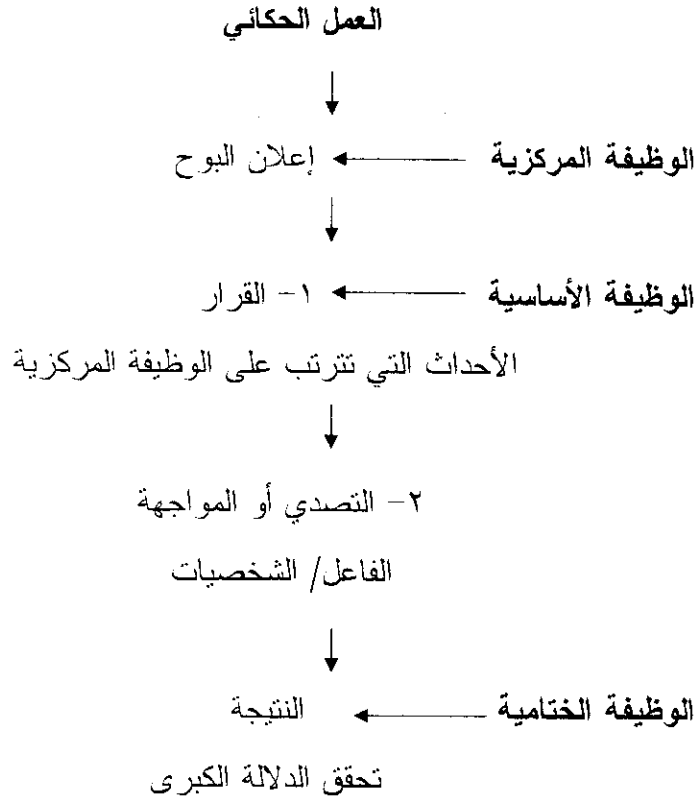 العمل الحكائي
الوظيفة المركزية إعلان البوح
الوظيفة الأساسية ١- القرار
الأحداث التي تترتب على الوظيفة المركزية
٢- التصدي أو المواجهة
الفاعل/ الشخصيات
الوظيفة الختامية النتيجة
تحقق الدلالة الكبرى